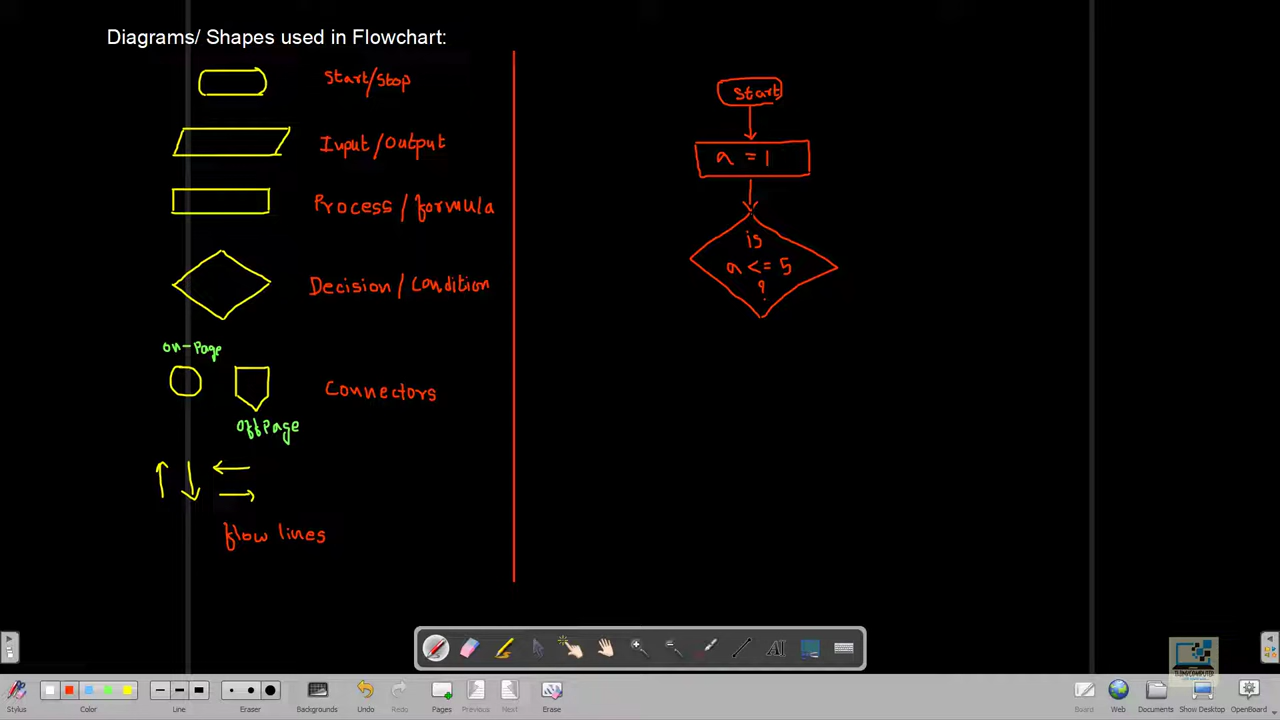 Diagrams/ Shapes used in Flowchart:
Start/Stop
Input/Output
Process/formula
Decision/Condition
on-Page
Connectors
OffPage
flow lines
Start
a = 1
is
a <= 5
?
Stylus
Color
Line
Eraser
Backgrounds
Undo
Redo
Pages
Previous
Next
Erase
Board
Web
Documents
Show Desktop
OpenBoard